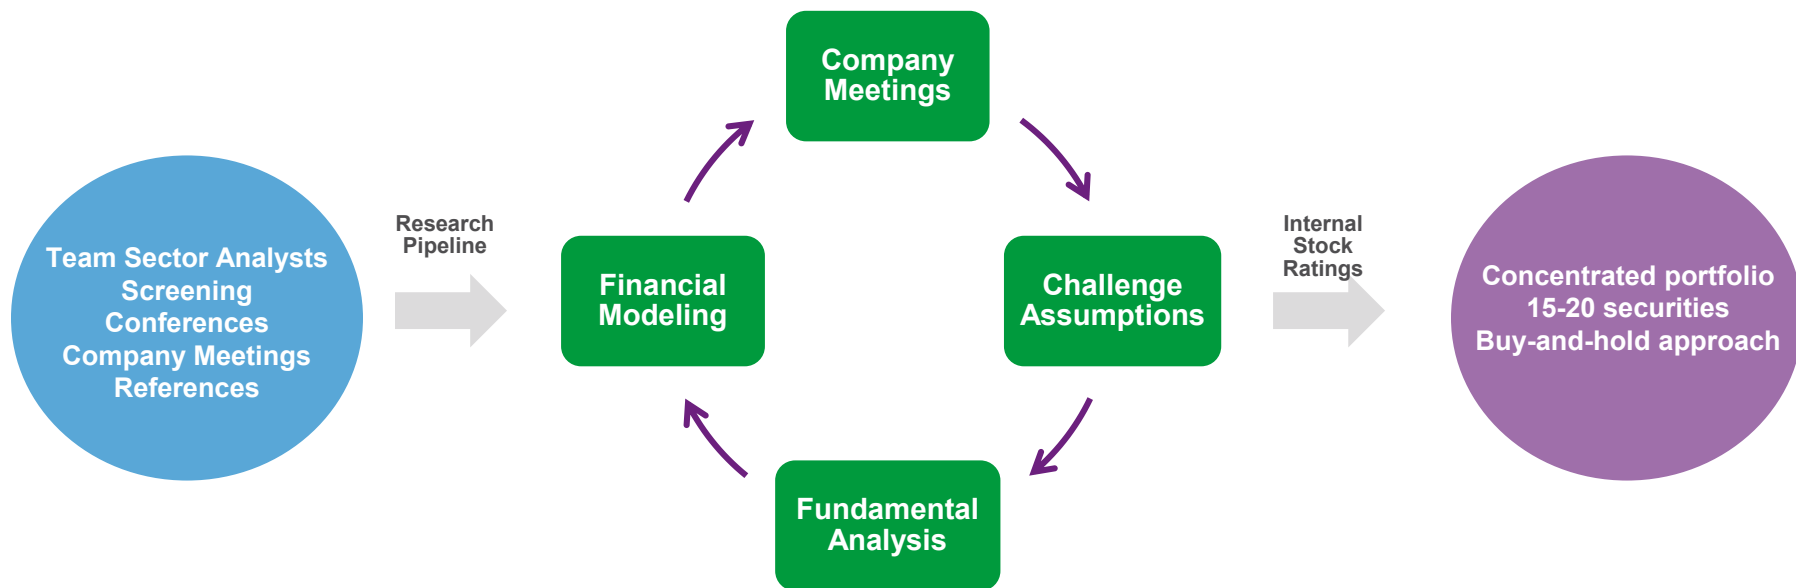 Team Sector Analysts
Screening
Conferences
Company Meetings
References
Research
Pipeline
Company
Meetings
Financial
Modeling
Challenge
Assumptions
Fundamental
Analysis
Internal
Stock
Ratings
Concentrated portfolio
15-20 securities
Buy-and-hold approach